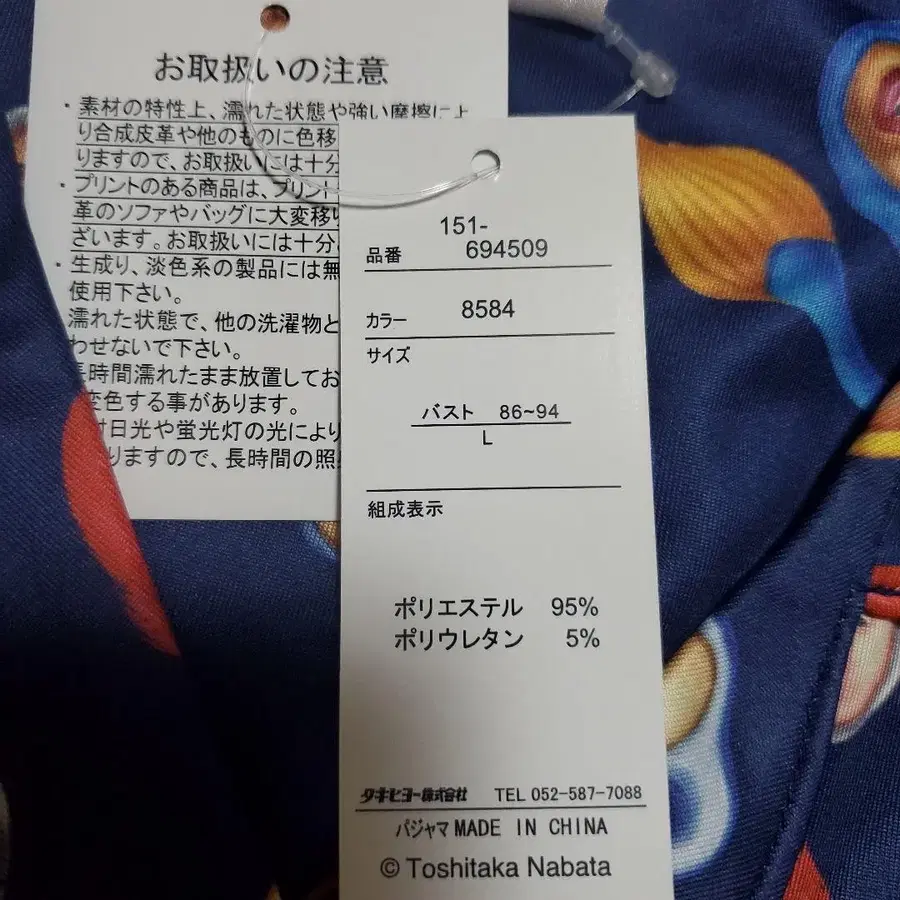 お取扱いの注意
・素材の特性上、濡れた状態や強い摩擦によ
り合成皮革や他のものに色移
りますので、お取扱いには十分
・プリントのある商品は、プリント
革のソファやバッグに大変移り
ざいます。お取扱いには十分
・生成り、淡色系の製品には無
使用下さい。
濡れた状態で、他の洗濯物と
わせないで下さい。
長時間濡れたまま放置してお
変色する事があります。
日光や蛍光灯の光により
りますので、長時間の照
151-
品番 694509
カラー 8584
サイズ
バスト 86~94
L
組成表示
ポリエステル 95%
ポリウレタン 5%
タキヒヨー株式会社 TEL 052-587-7088
パジャマ MADE IN CHINA
© Toshitaka Nabata